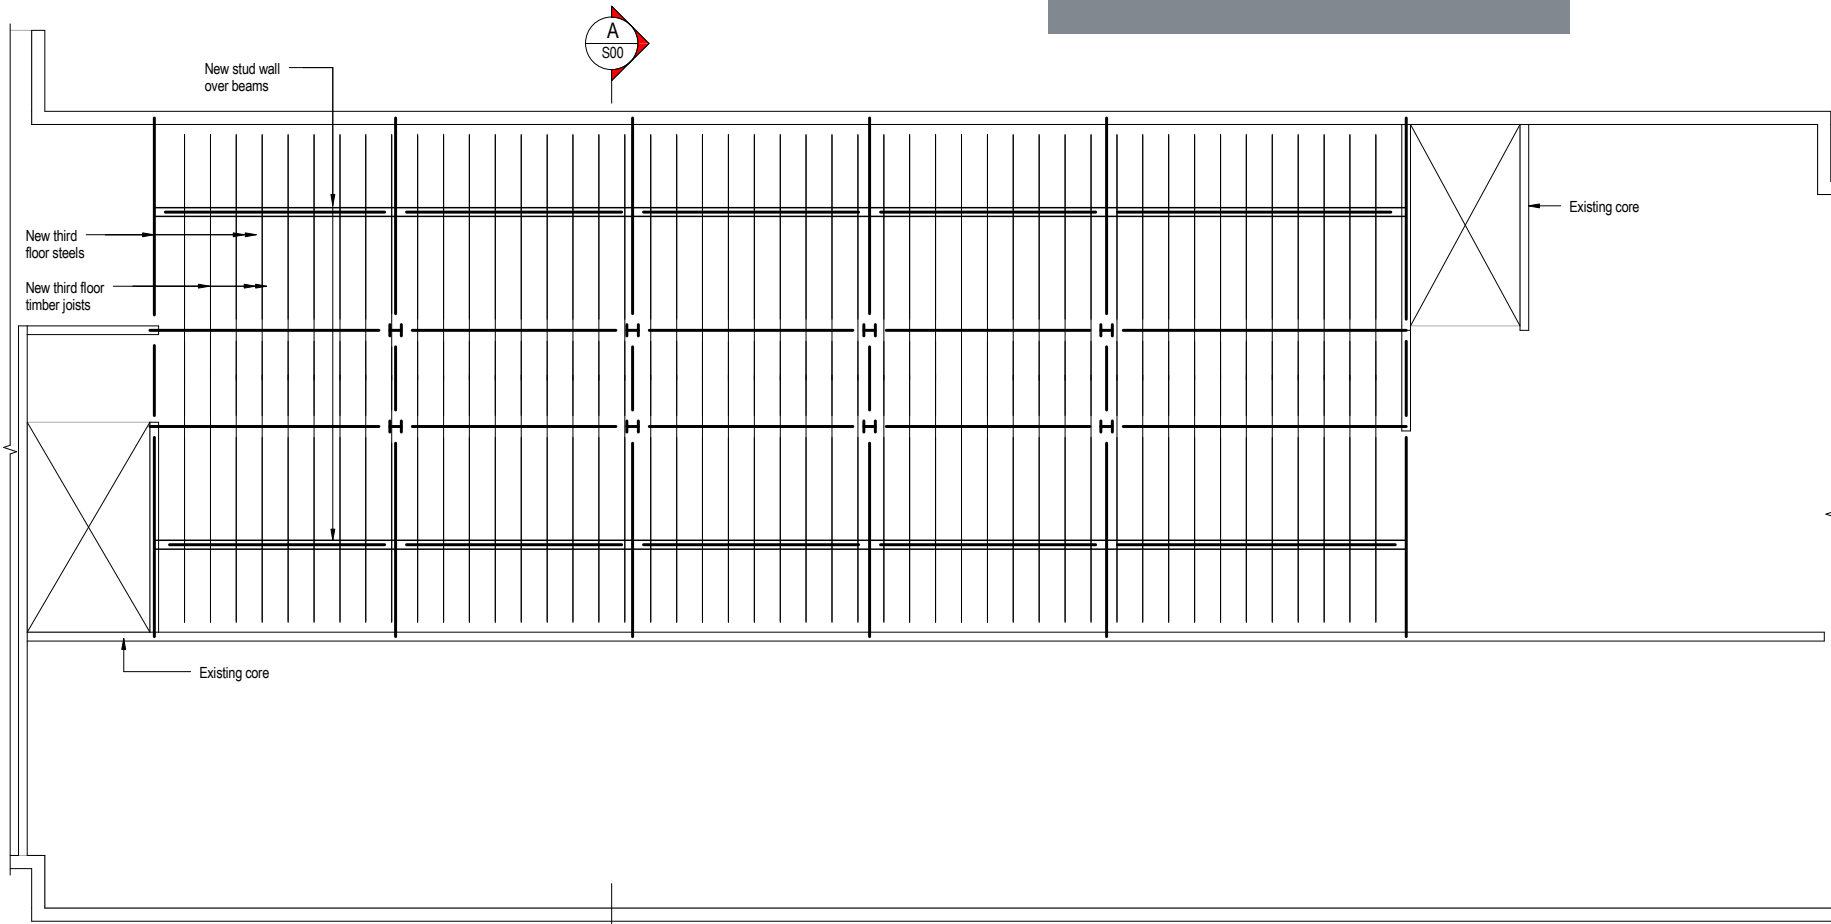 A
S00
New stud wall
over beams
Existing core
New third
floor steels
New third floor
timber joists
Existing core